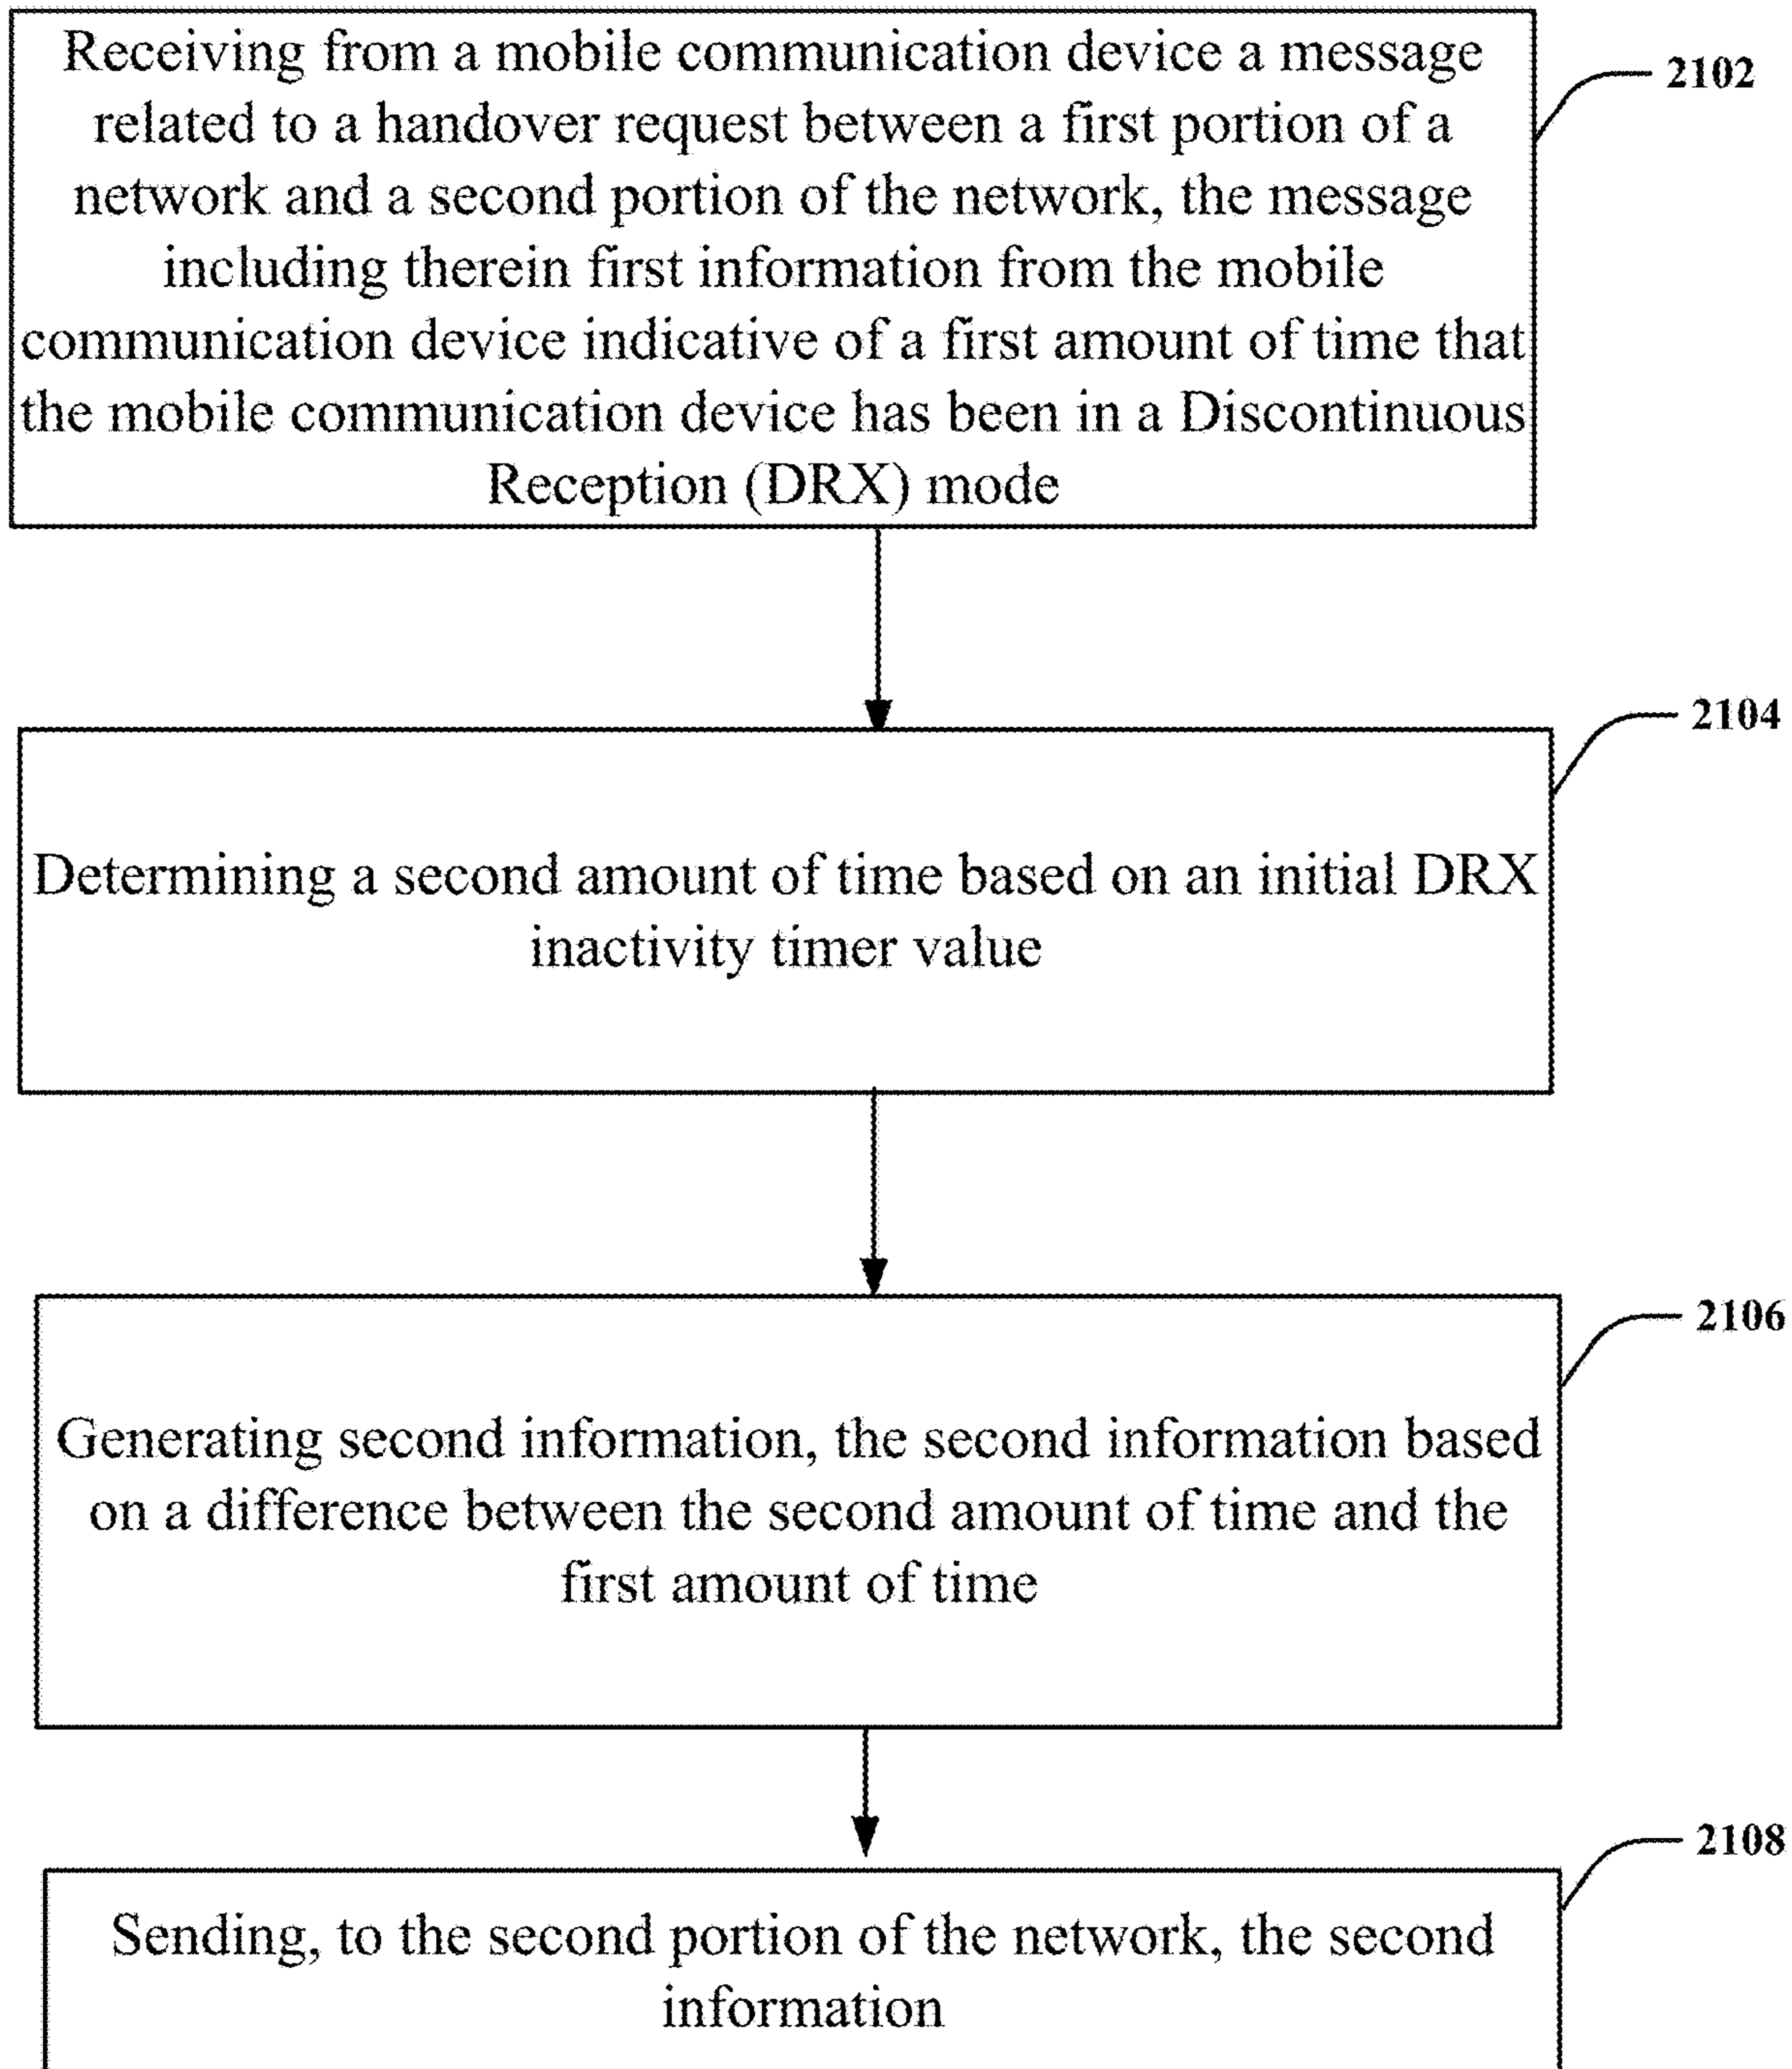 Receiving from a mobile communication device a message
2102
related to a handover request between a first portion of a
network and a second portion of the network, the message
including therein first information from the mobile
communication device indicative of a first amount of time that
the mobile communication device has been in a Discontinuous
Reception (DRX) mode
2104
Determining a second amount of time based on an initial DRX
inactivity timer value
2106
Generating second information, the second information based
on a difference between the second amount of time and the
first amount of time
2108
Sending, to the second portion of the network, the second
information